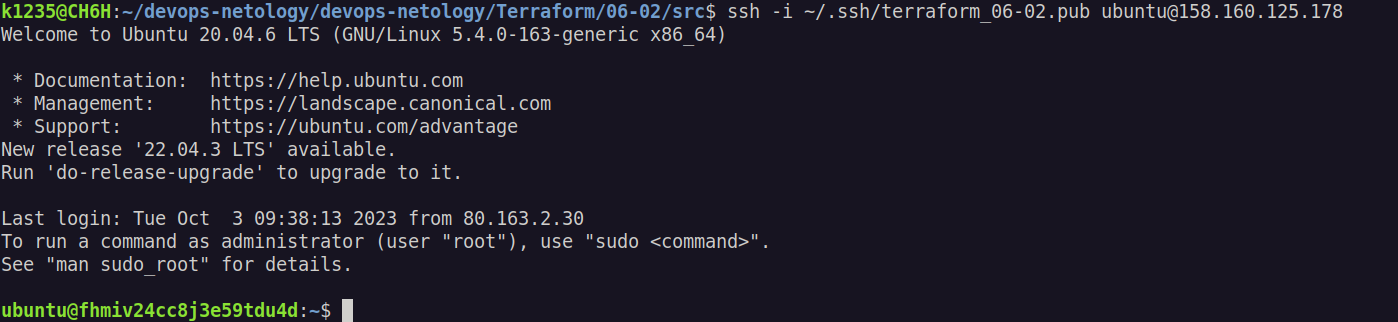 k1235@CH6H:~/devops-netology/devops-netology/Terraform/06-02/src$ ssh -i ~/.ssh/terraform_06-02.pub ubuntu@158.160.125.178
Welcome to Ubuntu 20.04.6 LTS (GNU/Linux 5.4.0-163-generic x86_64)
* Documentation:  https://help.ubuntu.com
* Management:     https://landscape.canonical.com
* Support:        https://ubuntu.com/advantage
New release '22.04.3 LTS' available.
Run 'do-release-upgrade' to upgrade to it.
Last login: Tue Oct  3 09:38:13 2023 from 80.163.2.30
To run a command as administrator (user "root"), use "sudo <command>".
See "man sudo_root" for details.
ubuntu@fhmiv24cc8j3e59tdu4d:~$